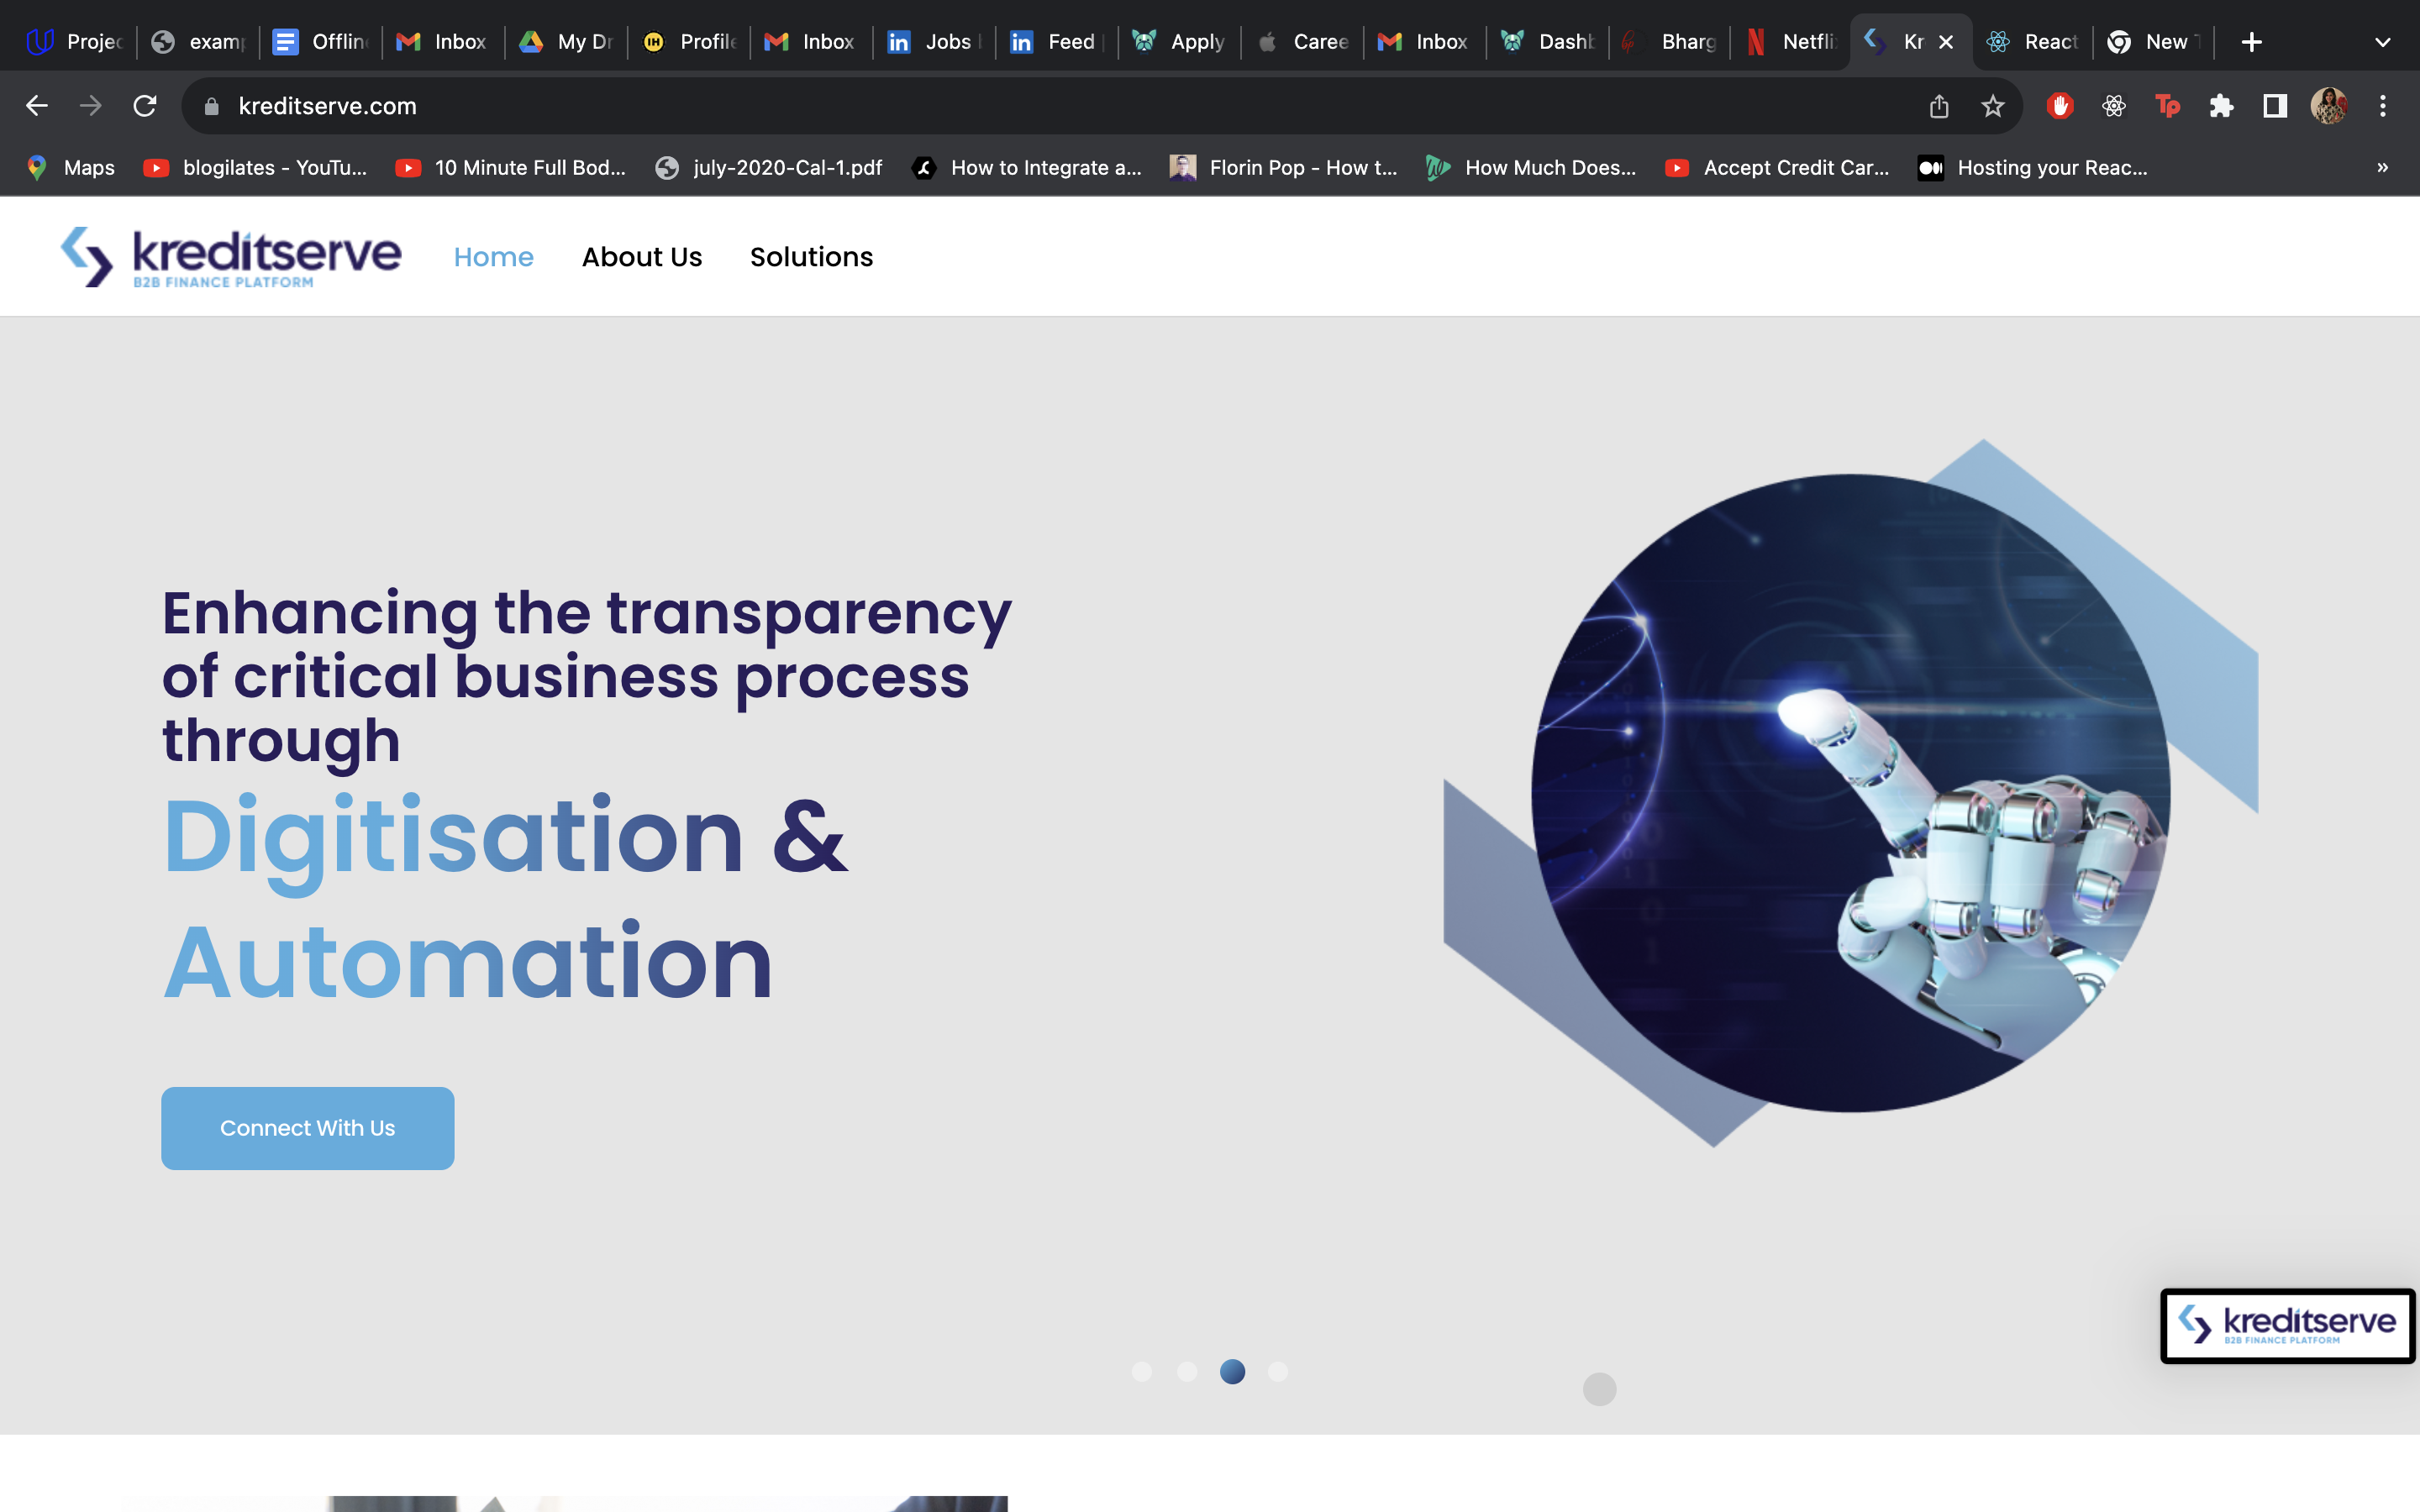 Projec
examp
Offline
Inbox
My Dr
Profile
Inbox
Jobs
Feed
Apply
Caree
Inbox
Dashb
Bharg
Netflix
Kr
React
New T
kreditserve.com
Maps
blogilates - YouTu...
10 Minute Full Bod...
july-2020-Cal-1.pdf
How to Integrate a...
Florin Pop - How t...
How Much Does...
Accept Credit Car...
Hosting your Reac...
»
kreditserve
B2B FINANCE PLATFORM
Home
About Us
Solutions
Enhancing the transparency
of critical business process
through
Digitisation &
Automation
Connect With Us
kreditserve
B2B FINANCE PLATFORM